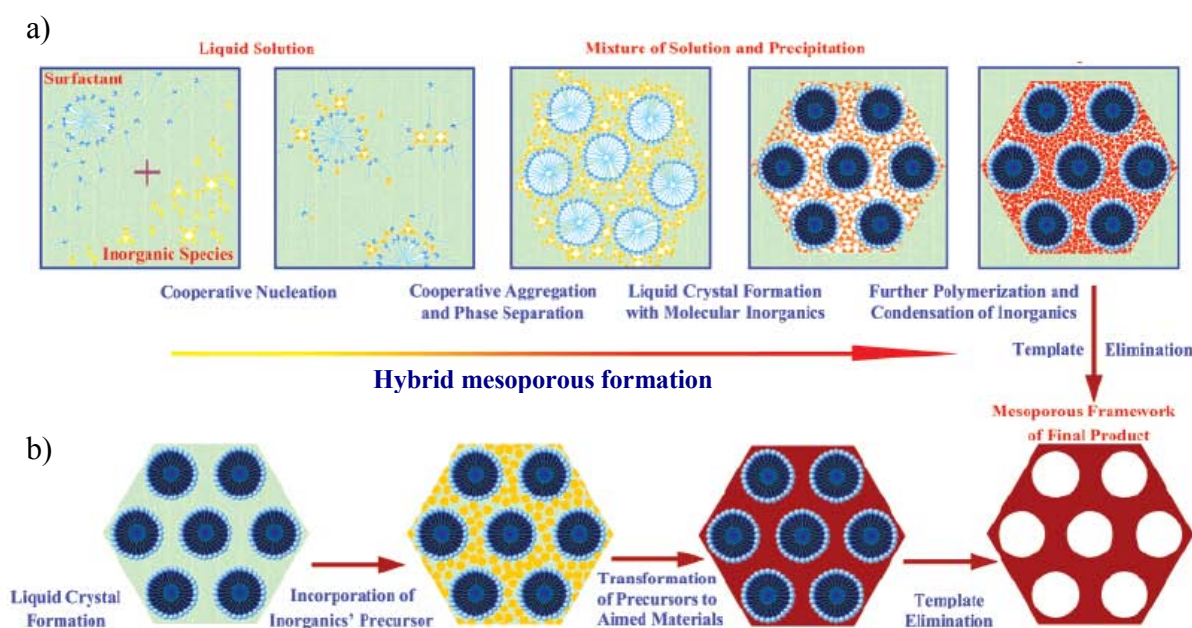 a)
Liquid Solution
Mixture of Solution and Precipitation
Surfactant
Inorganic Species
Cooperative Nucleation
Cooperative Aggregation
and Phase Separation
Liquid Crystal Formation
with Molecular Inorganics
Further Polymerization and
Condensation of Inorganics
Template Elimination
Hybrid mesoporous formation
Mesoporous Framework
of Final Product
b)
Liquid Crystal
Formation
Incorporation of
Inorganics' Precursor
Transformation
of Precursors to
Aimed Materials
Template
Elimination